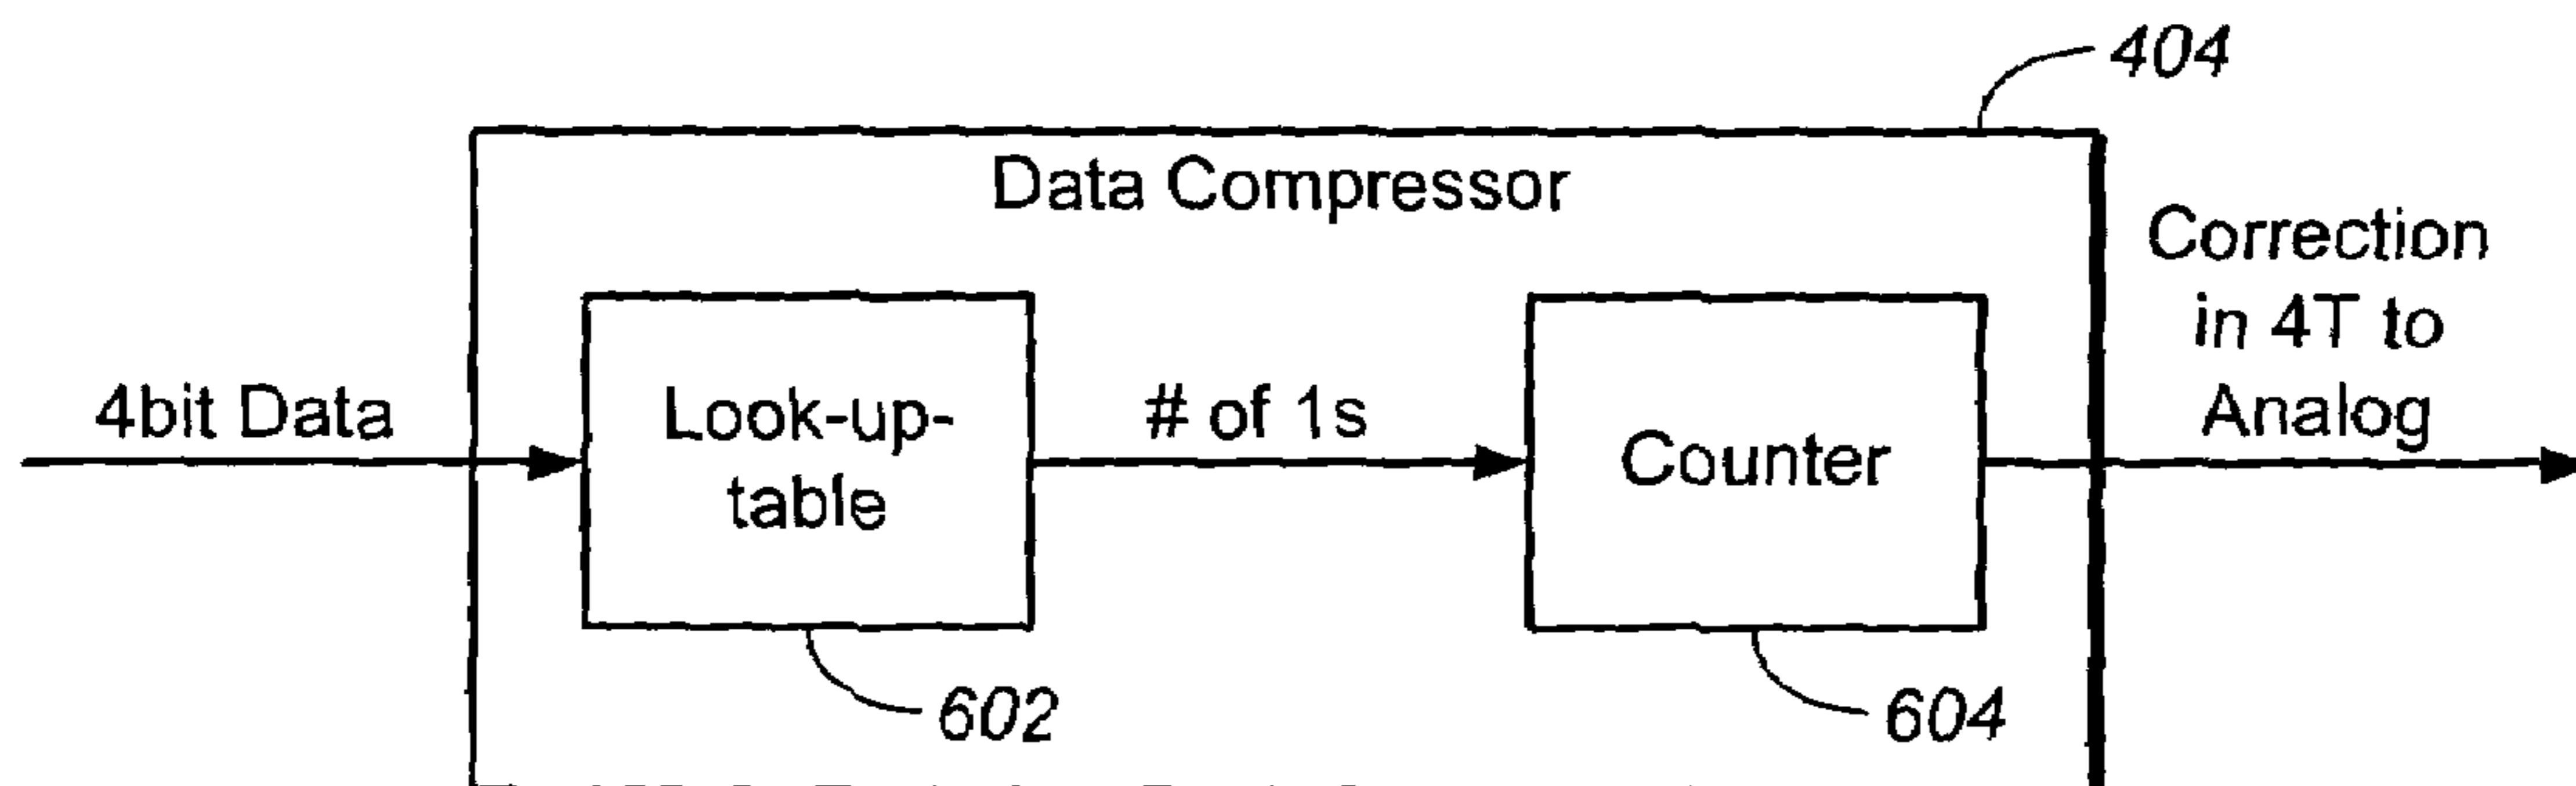 404
Data Compressor
Correction
in 4T to
Analog
4bit Data
Look-up-
table
# of 1s
Counter
602
604